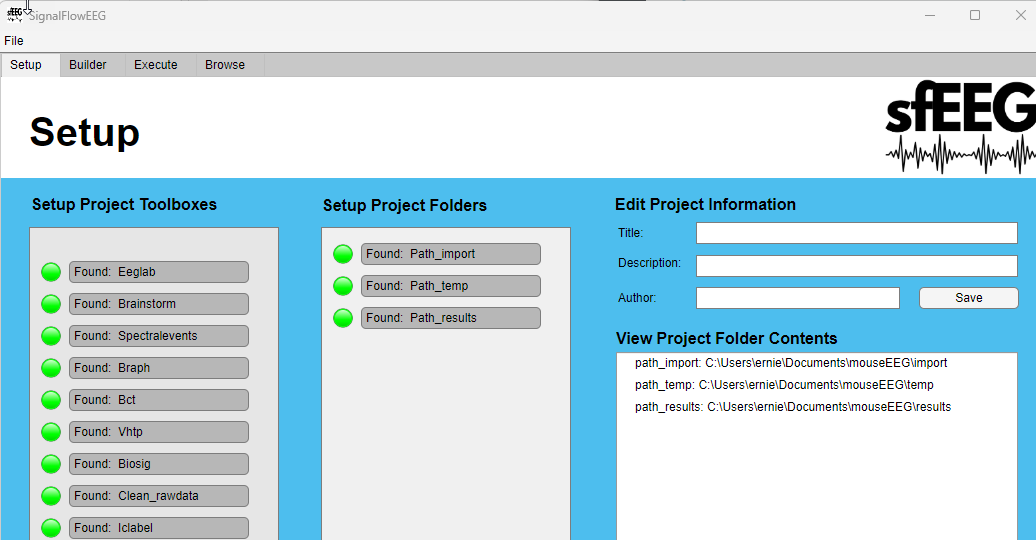 sfEEG SignalFlowEEG
File
Setup Builder Execute Browse
Setup
sfEEG
Setup Project Toolboxes
Found: Eeglab
Found: Brainstorm
Found: Spectralevents
Found: Braph
Found: Bct
Found: Vhtp
Found: Biosig
Found: Clean_rawdata
Found: Iclabel
Setup Project Folders
Found: Path_import
Found: Path_temp
Found: Path_results
Edit Project Information
Title:
Description:
Author:
Save
View Project Folder Contents
path_import: C:\Users\ernie\Documents\mouseEEG\import
path_temp: C:\Users\ernie\Documents\mouseEEG\temp
path_results: C:\Users\ernie\Documents\mouseEEG\results